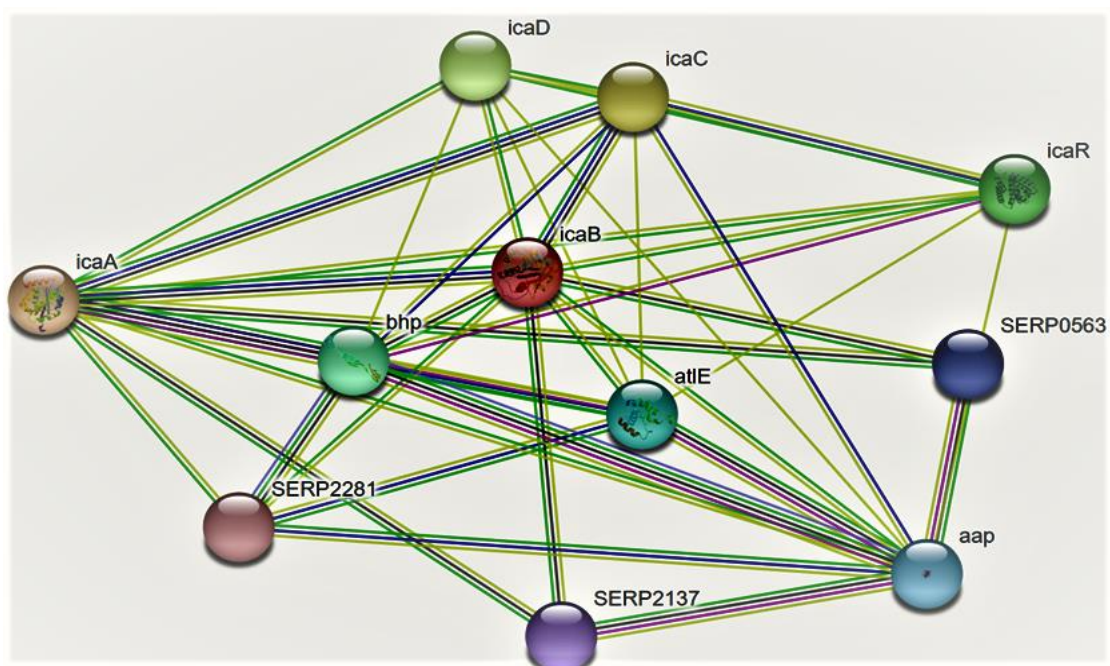 icaD
icaC
icaR
icaB
icaA
bhp
SERP0563
atlE
SERP2281
aap
SERP2137